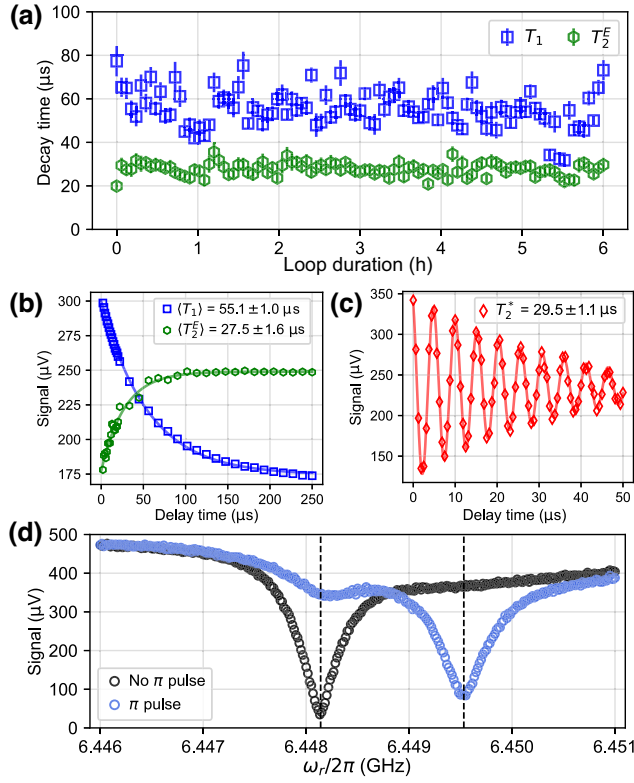 (a)
100
80
60
40
20
0
Decay time (µs)
T₁ T₂ᴱ
0 1 2 3 4 5 6
Loop duration (h)
(b)
300
275
250
225
200
175
Signal (µV)
⟨T₁⟩ = 55.1 ± 1.0 µs
⟨T₂ᴱ⟩ = 27.5 ± 1.6 µs
0 50 100 150 200 250
Delay time (µs)
(c)
350
300
250
200
150
Signal (µV)
T₂* = 29.5 ± 1.1 µs
0 10 20 30 40 50
Delay time (µs)
(d)
500
400
300
200
100
0
Signal (µV)
No π pulse
π pulse
6.446 6.447 6.448 6.449 6.450 6.451
ωᵣ/2π (GHz)